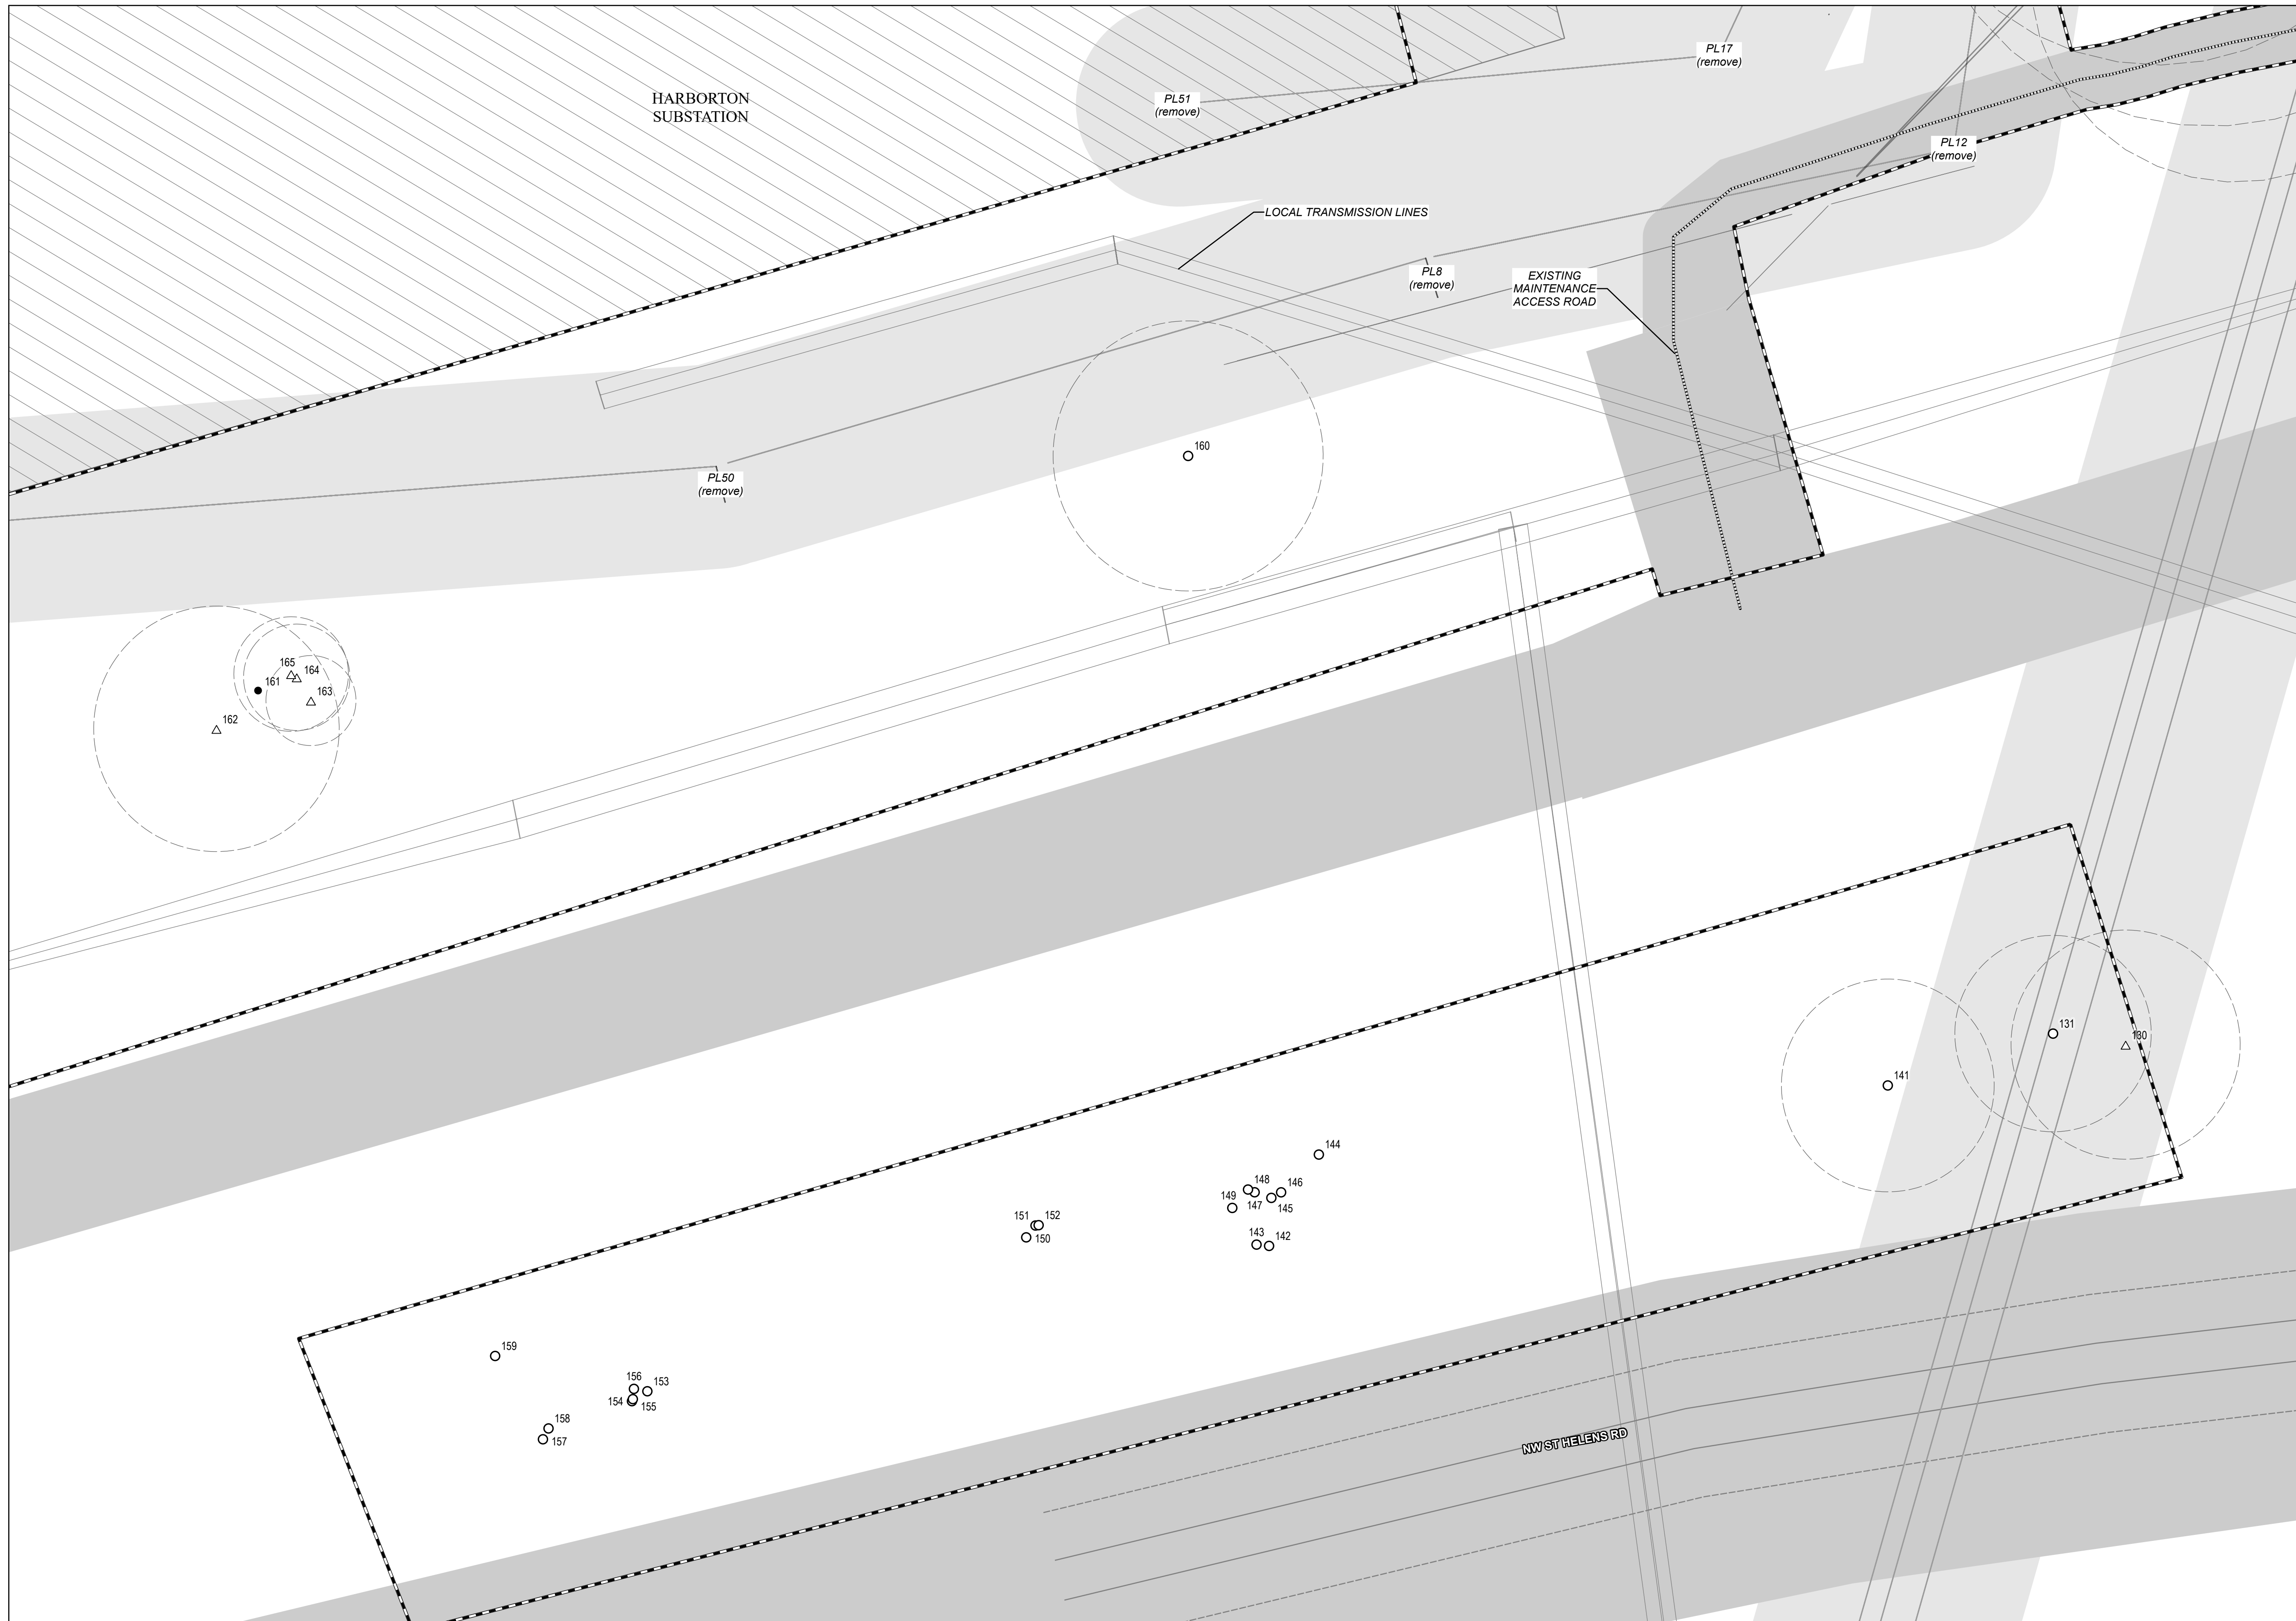 PL17
(remove)
HARBORTON
SUBSTATION
PL51
(remove)
PL12
(remove)
LOCAL TRANSMISSION LINES
PL8
(remove)
EXISTING
MAINTENANCE
ACCESS ROAD
160
PL50
(remove)
165
164
161
163
162
131
130
141
144
148
146
149
147
145
151
152
143
142
150
159
156
153
154
155
158
157
NW ST HELENS RD